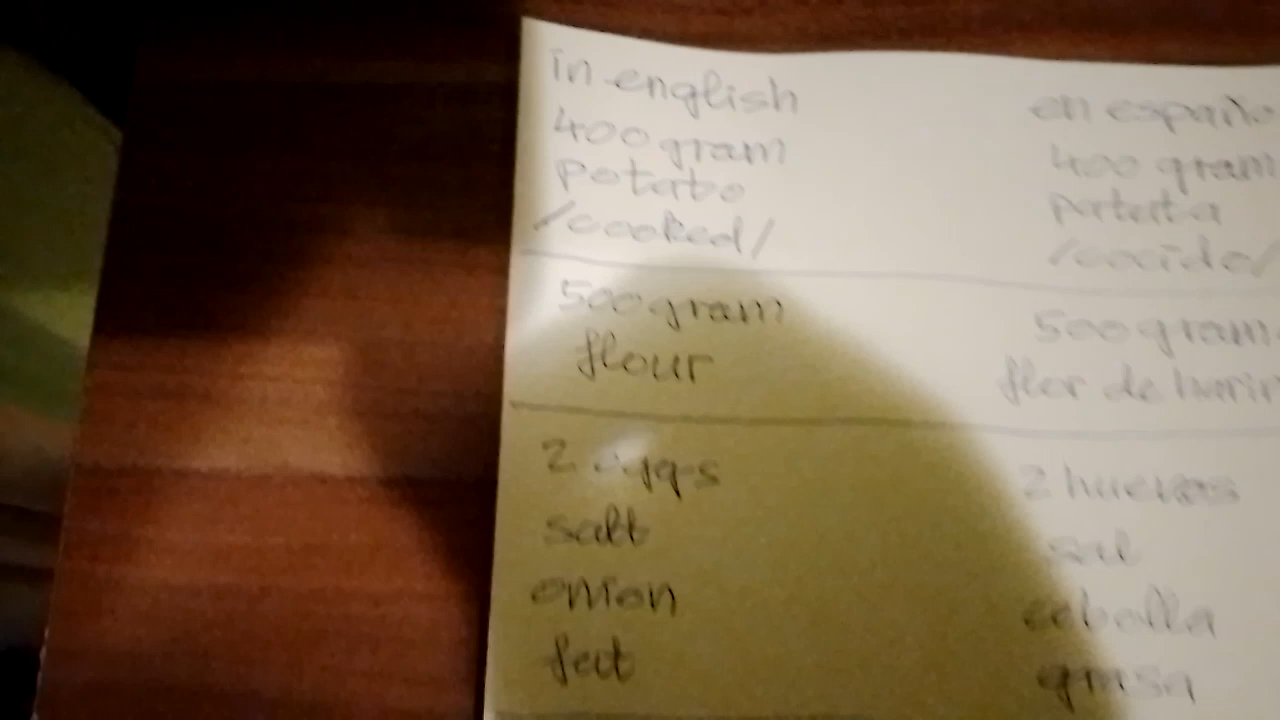 in english
400 gram
potato
/cooked/
500 gram
flour
2 eggs
salt
onion
fat
en españo
400 gram
patata
/cocido/
500 gram
flor de harin
2 huevos
sal
cebolla
grasa